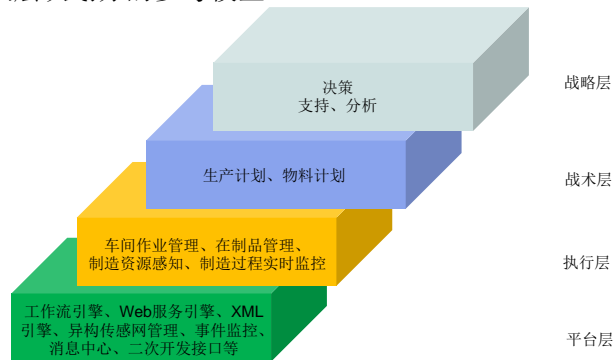 决策
支持、分析
战略层
生产计划、物料计划
战术层
车间作业管理、在制品管理、
制造资源感知、制造过程实时监控
执行层
工作流引擎、Web服务引擎、XML
引擎、异构传感网管理、事件监控、
消息中心、二次开发接口等
平台层